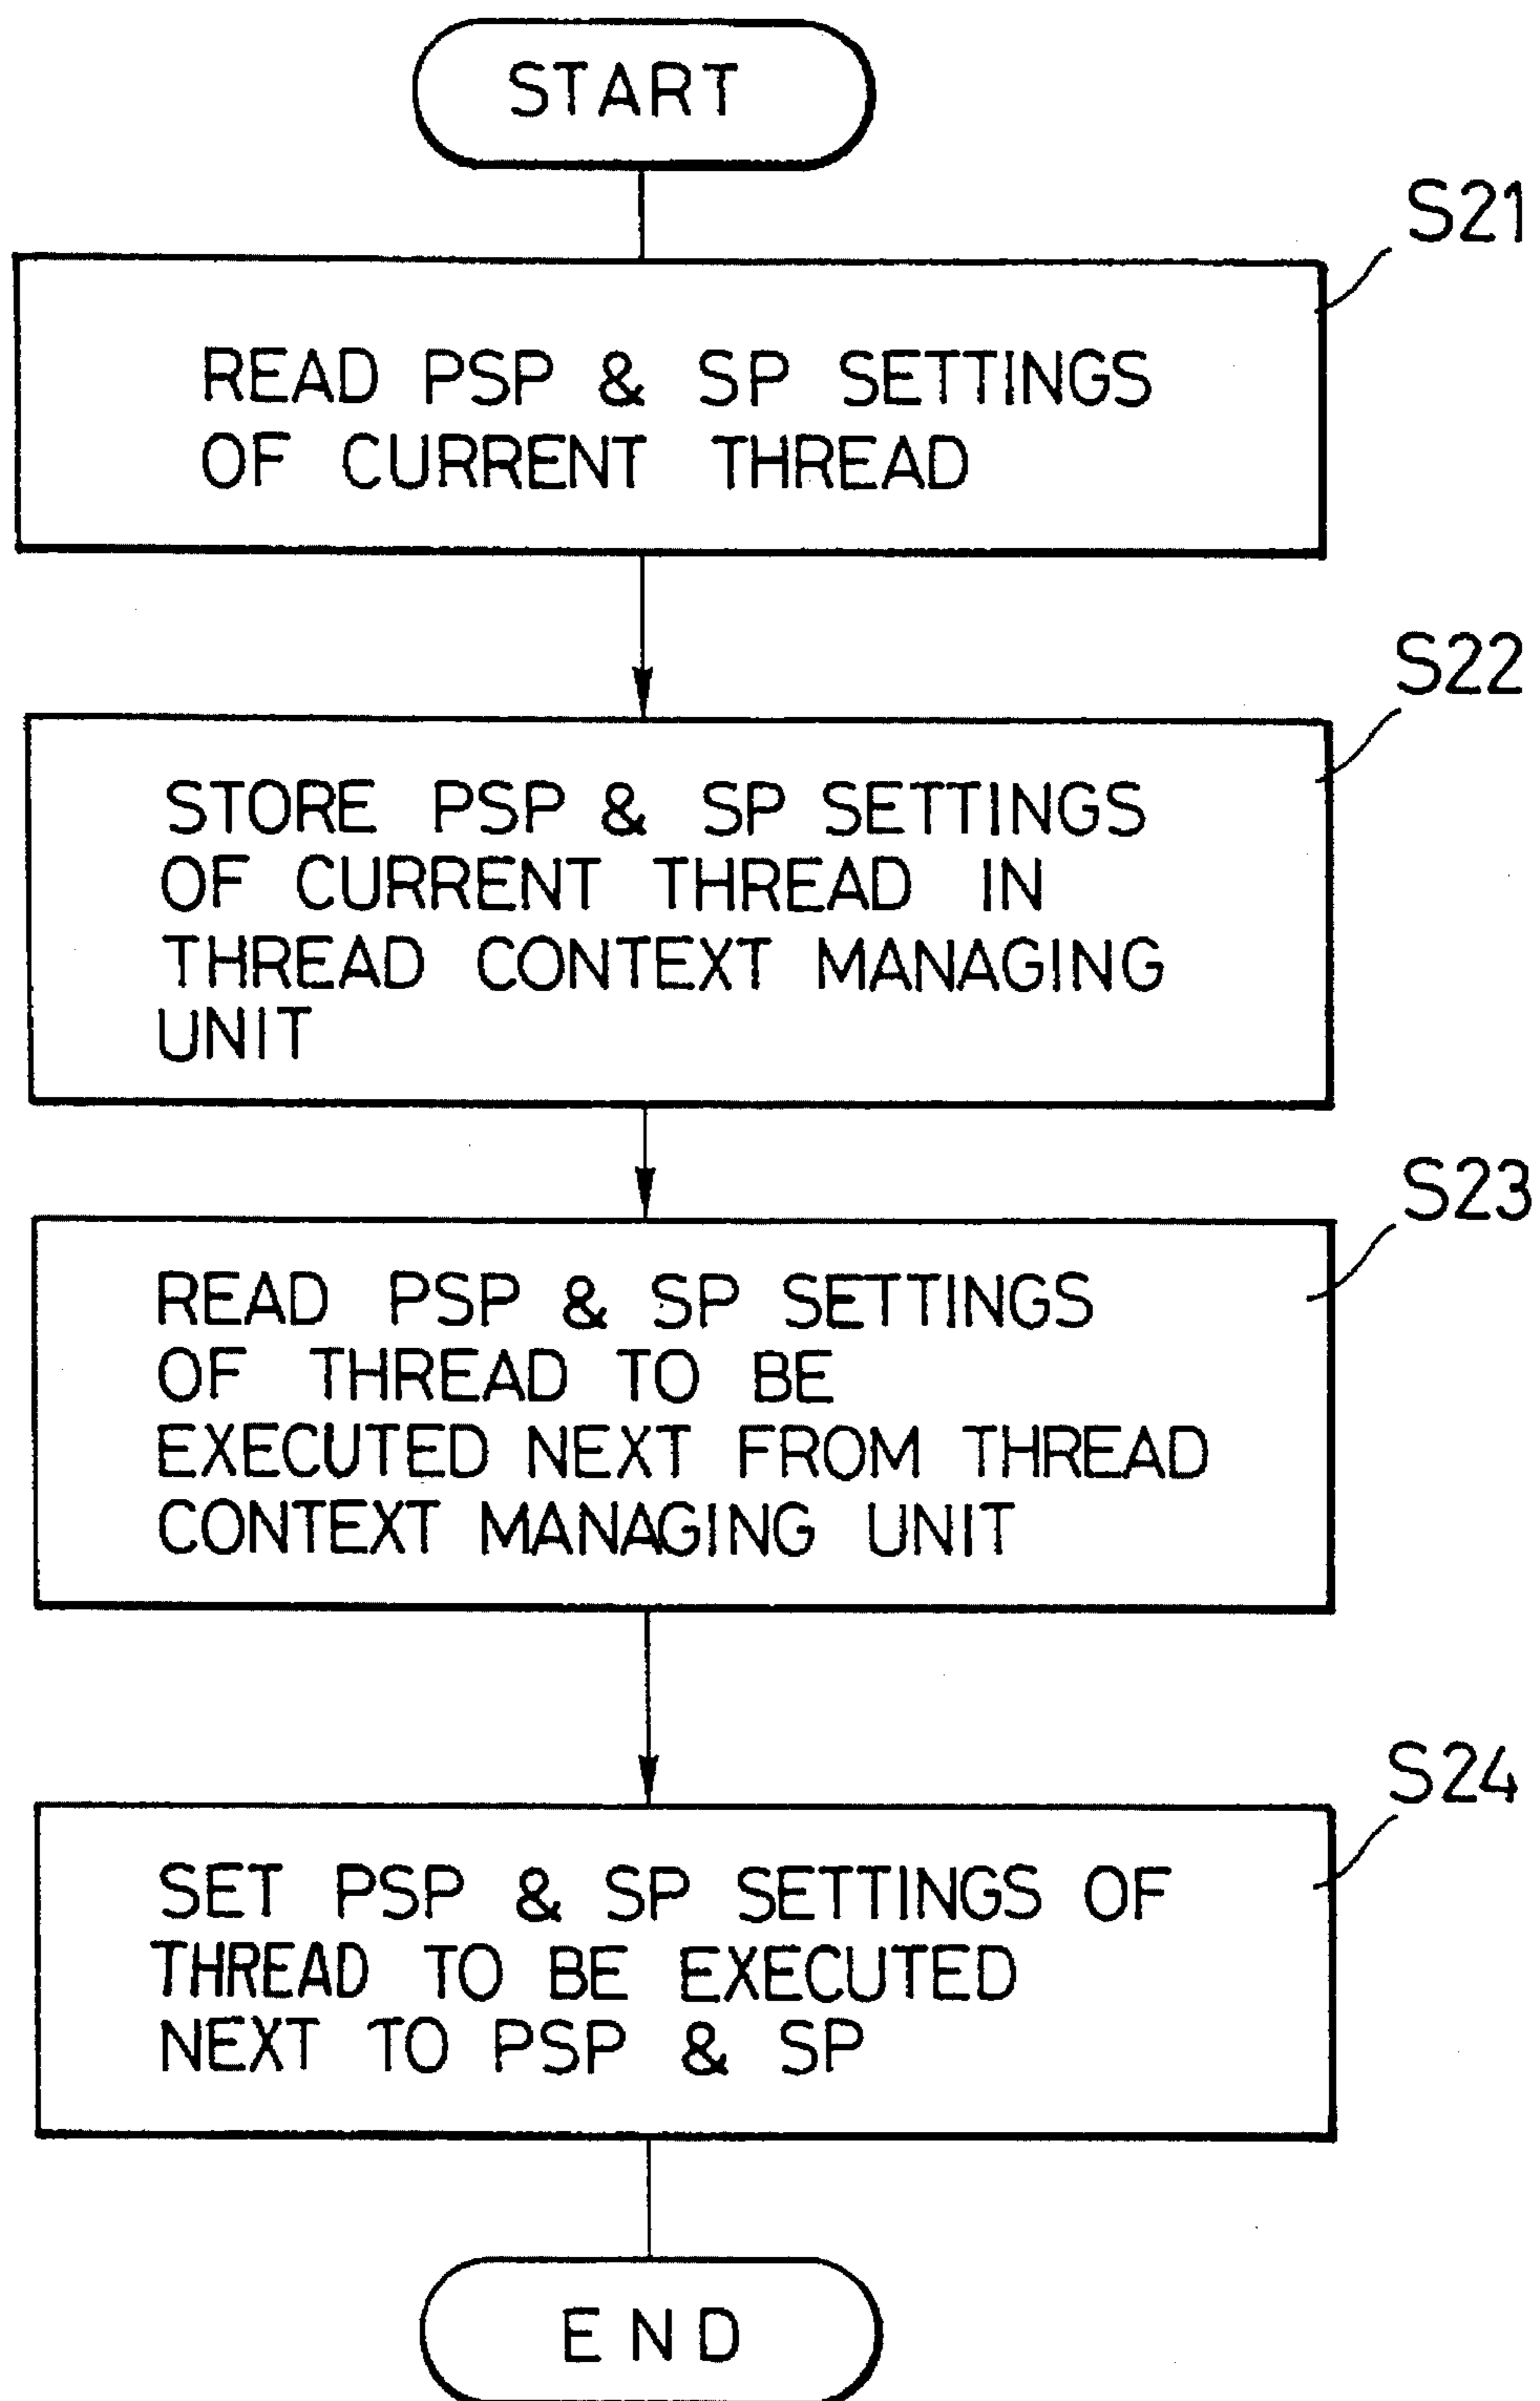 START
S21
READ PSP & SP SETTINGS
OF CURRENT THREAD
S22
STORE PSP & SP SETTINGS
OF CURRENT THREAD IN
THREAD CONTEXT MANAGING
UNIT
S23
READ PSP & SP SETTINGS
OF THREAD TO BE
EXECUTED NEXT FROM THREAD
CONTEXT MANAGING UNIT
S24
SET PSP & SP SETTINGS OF
THREAD TO BE EXECUTED
NEXT TO PSP & SP
END